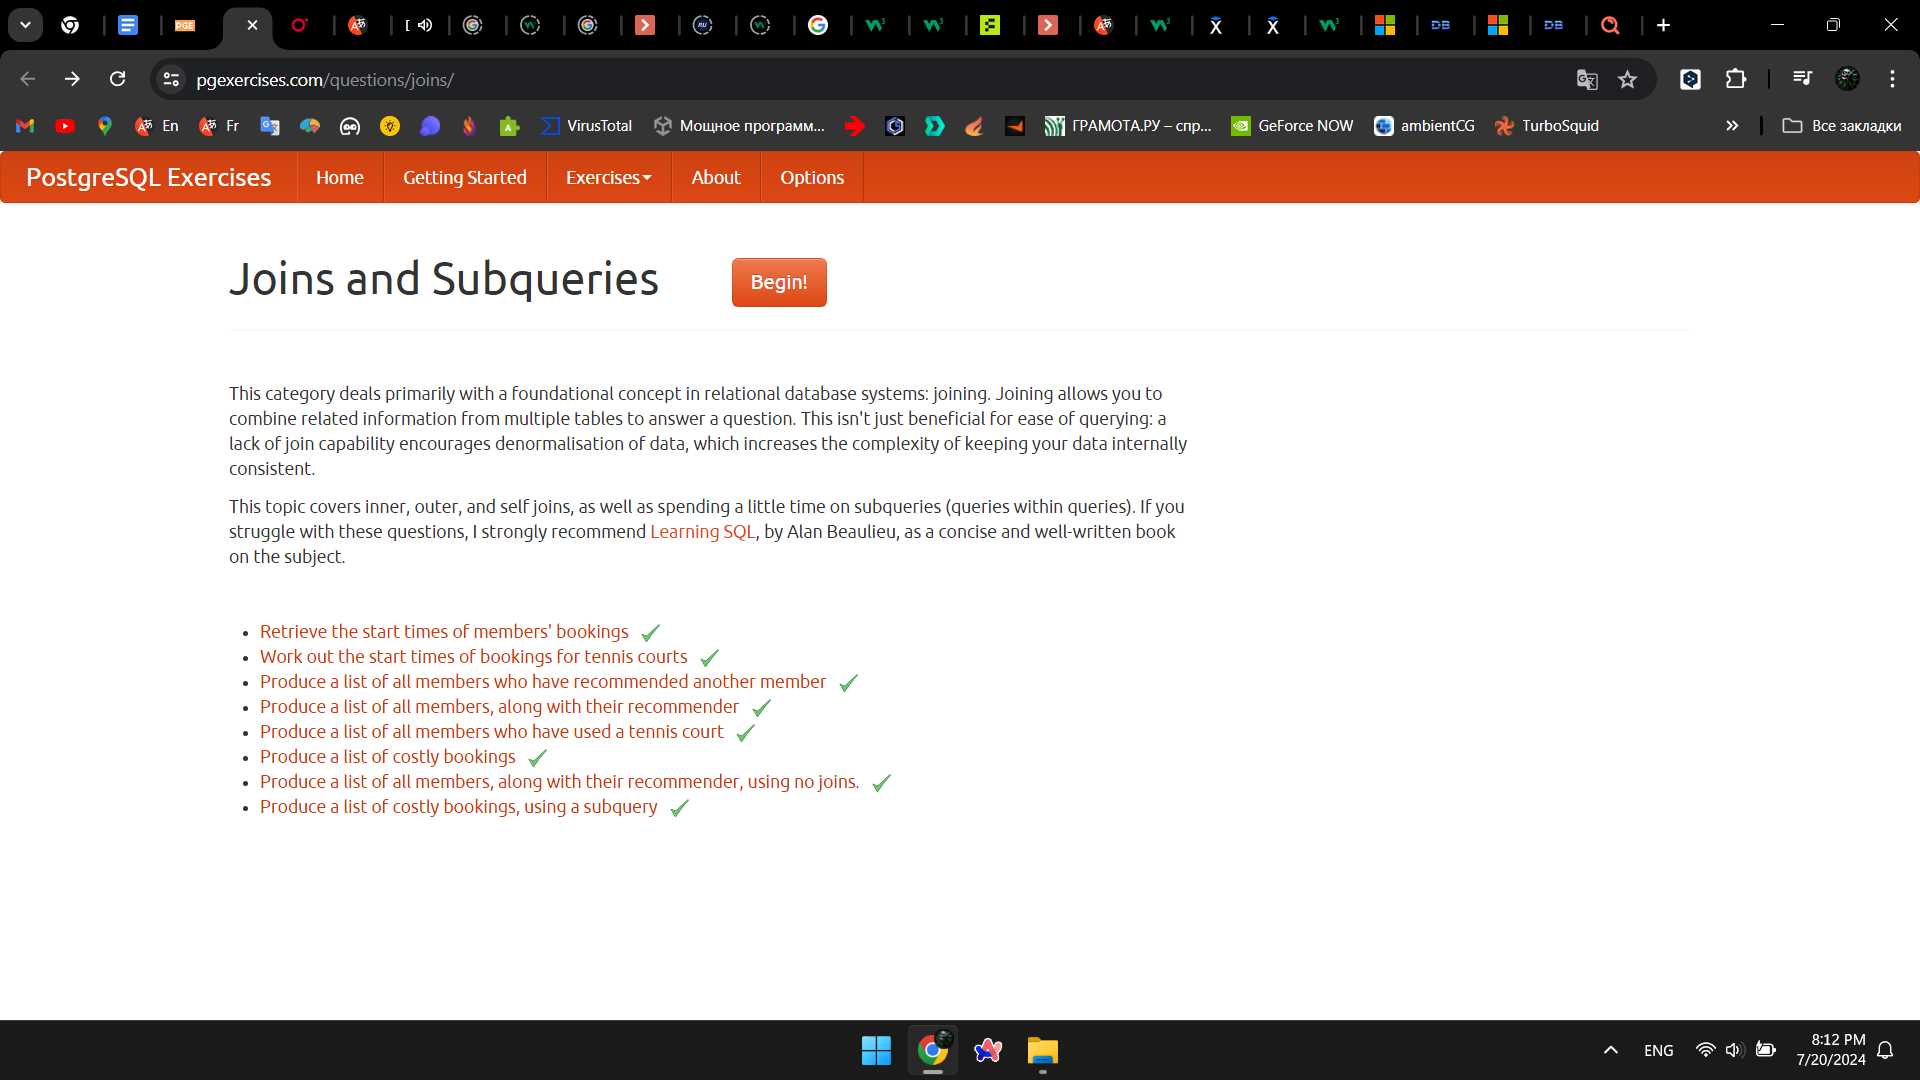 pgexercises.com/questions/joins/
En
Fr
VirusTotal
Мощное программ...
ГРАМОТА.РУ – спр...
GeForce NOW
ambientCG
TurboSquid
Все закладки
PostgreSQL Exercises
Home
Getting Started
Exercises
About
Options
Joins and Subqueries
Begin!
This category deals primarily with a foundational concept in relational database systems: joining. Joining allows you to
combine related information from multiple tables to answer a question. This isn't just beneficial for ease of querying: a
lack of join capability encourages denormalisation of data, which increases the complexity of keeping your data internally
consistent.
This topic covers inner, outer, and self joins, as well as spending a little time on subqueries (queries within queries). If you
struggle with these questions, I strongly recommend Learning SQL, by Alan Beaulieu, as a concise and well-written book
on the subject.
Retrieve the start times of members' bookings
Work out the start times of bookings for tennis courts
Produce a list of all members who have recommended another member
Produce a list of all members, along with their recommender
Produce a list of all members who have used a tennis court
Produce a list of costly bookings
Produce a list of all members, along with their recommender, using no joins.
Produce a list of costly bookings, using a subquery
ENG
8:12 PM
7/20/2024